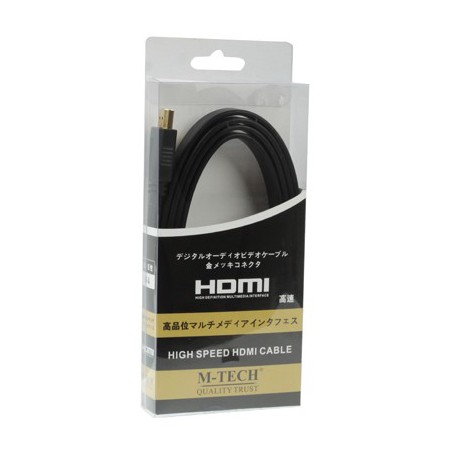 デジタルオーディオビデオケーブル
金メッキコネクタ
HDMI
HIGH DEFINITION MULTIMEDIA INTERFACE
高速
高品位マルチメディアインタフェス
HIGH SPEED HDMI CABLE
M-TECH®
QUALITY TRUST
HDMI